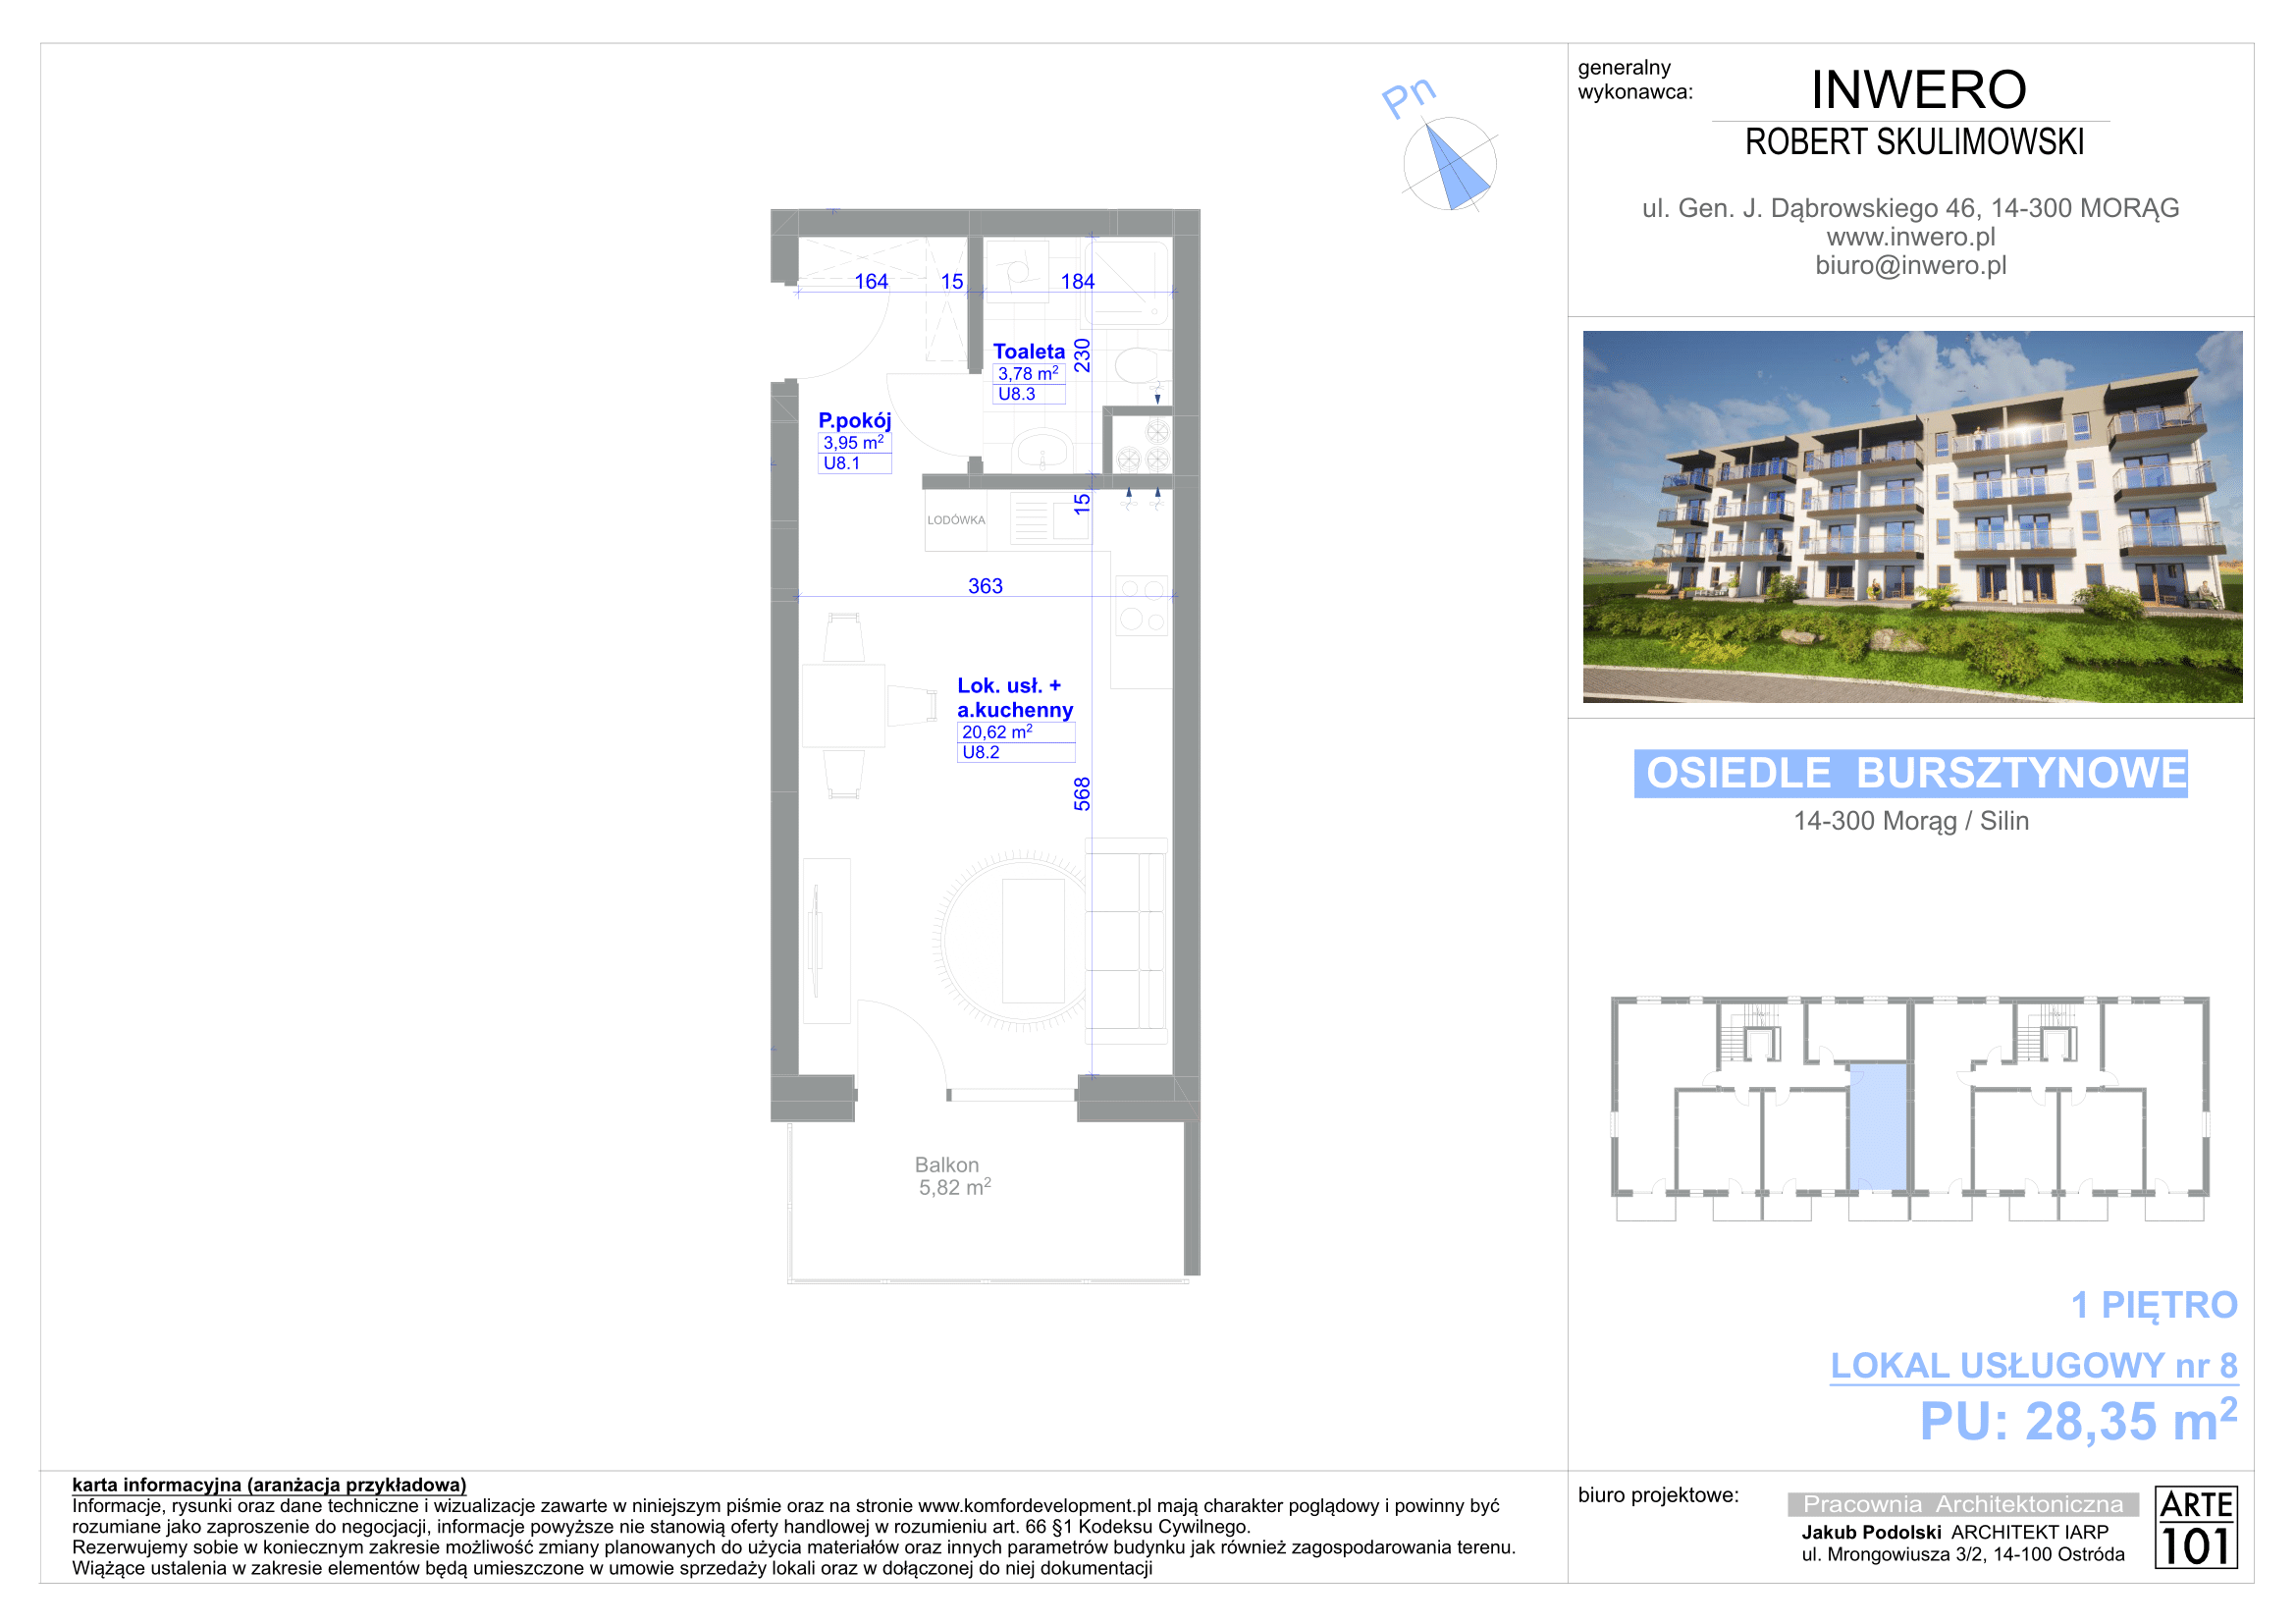 Pn
164
15
184
Toaleta
3,78 m²
U8.3
230
P.pokój
3,95 m²
U8.1
LODÓWKA
15
363
Lok. usł. +
a.kuchenny
20,62 m²
U8.2
568
Balkon
5,82 m²
generalny
wykonawca:
INWERO
ROBERT SKULIMOWSKI
ul. Gen. J. Dąbrowskiego 46, 14-300 MORĄG
www.inwero.pl
biuro@inwero.pl
OSIEDLE BURSZTYNOWE
14-300 Morąg / Silin
1 PIĘTRO
LOKAL USŁUGOWY nr 8
PU: 28,35 m²
karta informacyjna (aranżacja przykładowa)
Informacje, rysunki oraz dane techniczne i wizualizacje zawarte w niniejszym piśmie oraz na stronie www.komfordevelopment.pl mają charakter poglądowy i powinny być
rozumiane jako zaproszenie do negocjacji, informacje powyższe nie stanowią oferty handlowej w rozumieniu art. 66 §1 Kodeksu Cywilnego.
Rezerwujemy sobie w koniecznym zakresie możliwość zmiany planowanych do użycia materiałów oraz innych parametrów budynku jak również zagospodarowania terenu.
Wiążące ustalenia w zakresie elementów będą umieszczone w umowie sprzedaży lokali oraz w dołączonej do niej dokumentacji
biuro projektowe:
Pracownia Architektoniczna
Jakub Podolski ARCHITEKT IARP
ul. Mrongowiusza 3/2, 14-100 Ostróda
ARTE
101